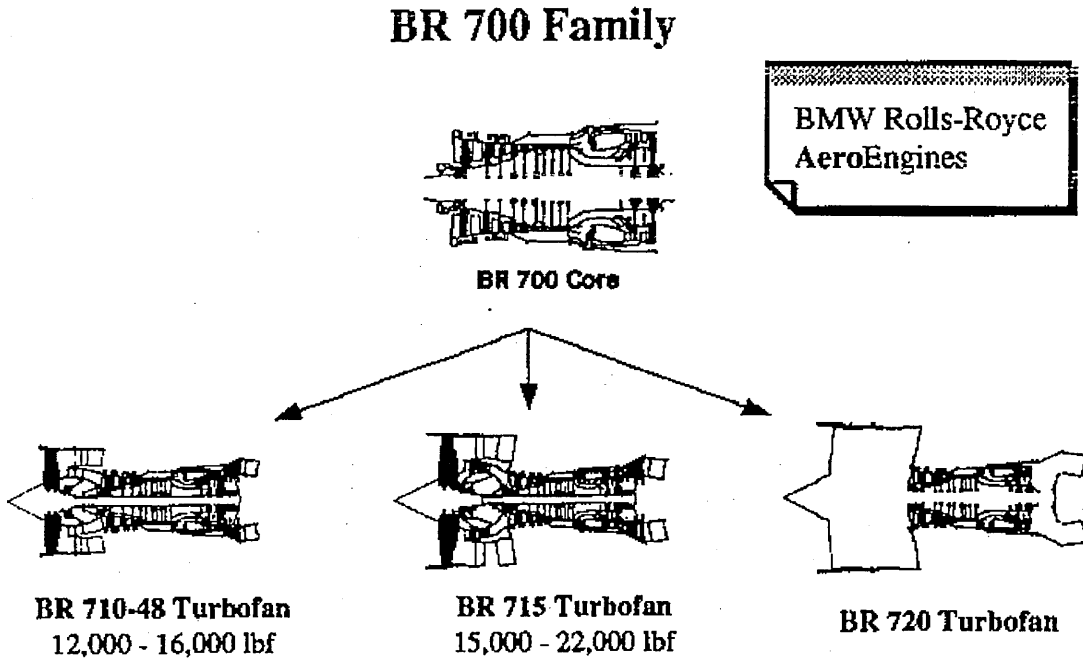 BR 700 Family
BMW Rolls-Royce
AeroEngines
BR 700 Core
BR 710-48 Turbofan
12,000 - 16,000 lbf
BR 715 Turbofan
15,000 - 22,000 lbf
BR 720 Turbofan